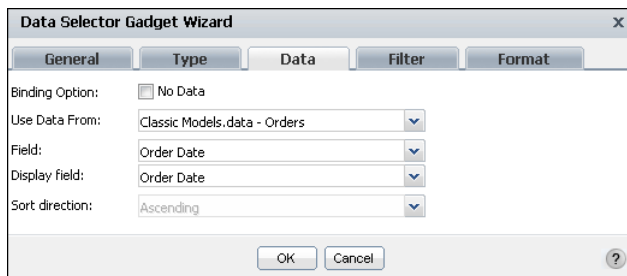 Data Selector Gadget Wizard x
General Type Data Filter Format
Binding Option: No Data
Use Data From: Classic Models.data - Orders
Field: Order Date
Display field: Order Date
Sort direction: Ascending
OK Cancel ?